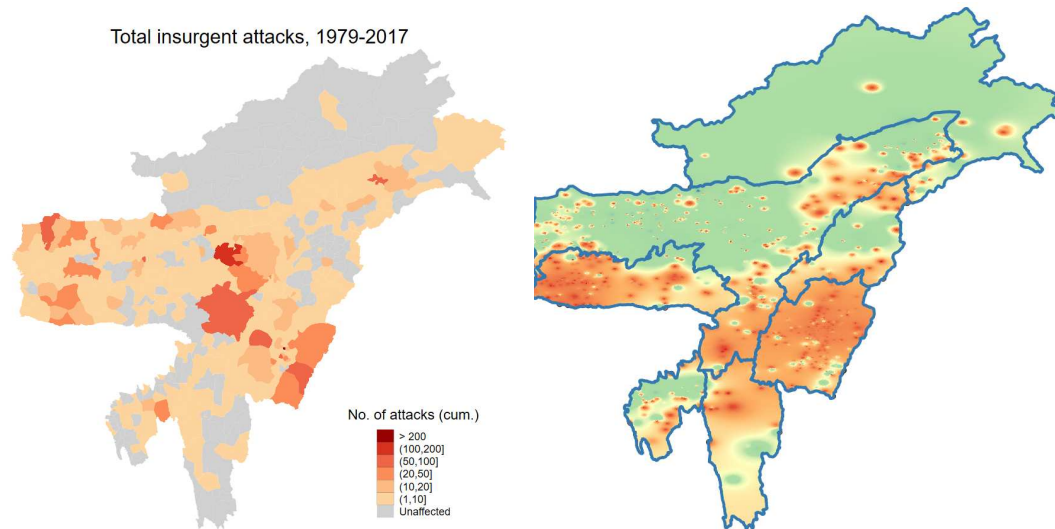 Total insurgent attacks, 1979-2017
No. of attacks (cum.)
> 200
(100,200]
(50,100]
(20,50]
(10,20]
(1,10]
Unaffected